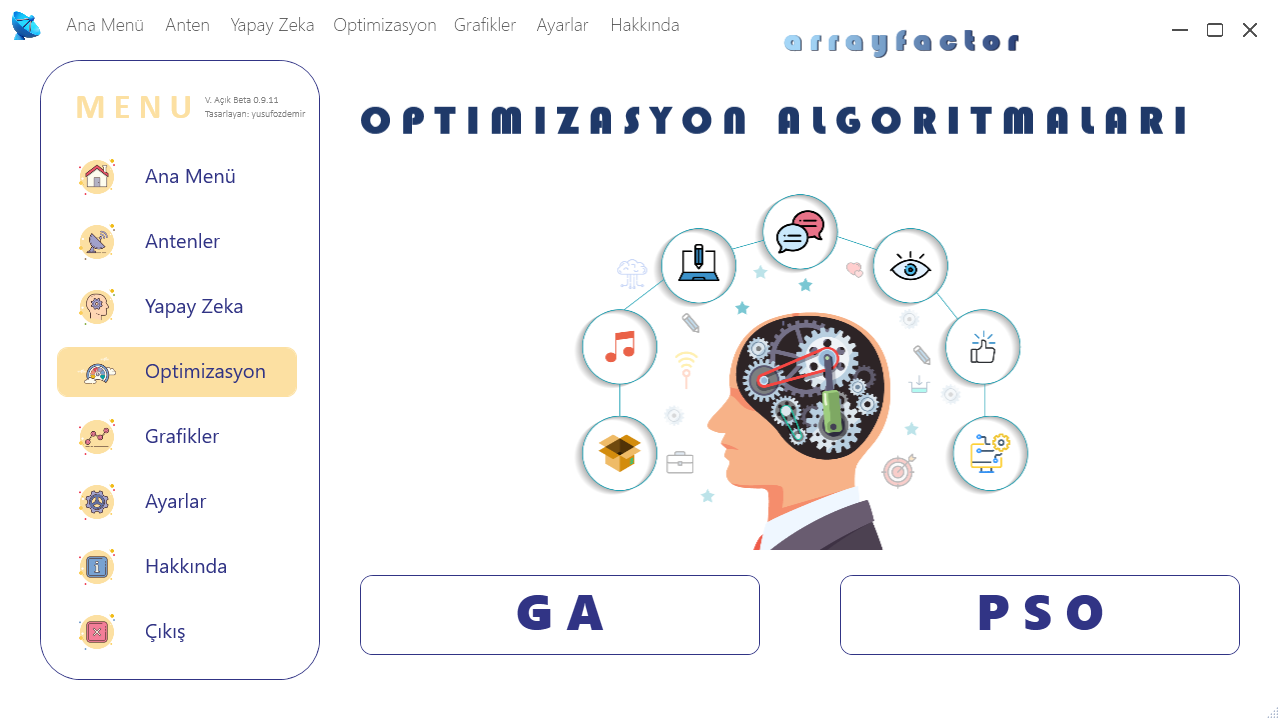 Ana Menü Anten Yapay Zeka Optimizasyon Grafikler Ayarlar Hakkında
arrayfactor
MENU
V. Açık Beta 0.9.11
Tasarlayan: yusufozdemir
OPTIMIZASYON ALGORITMALARI
Ana Menü
Antenler
Yapay Zeka
Optimizasyon
Grafikler
Ayarlar
Hakkında
Çıkış
GA
PSO